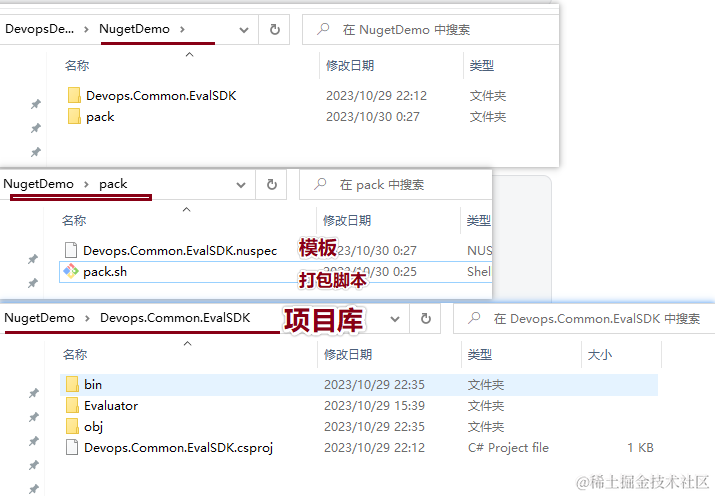 DevopsDe... › NugetDemo › 在 NugetDemo 中搜索
名称 修改日期 类型
Devops.Common.EvalSDK 2023/10/29 22:12 文件夹
pack 2023/10/30 0:27 文件夹
NugetDemo › pack 在 pack 中搜索
名称 修改日期 类型
Devops.Common.EvalSDK.nuspec 模板 2023/10/30 0:27 NUS
pack.sh 打包脚本 2023/10/30 0:25 Shel
NugetDemo › Devops.Common.EvalSDK 项目库 在 Devops.Common.EvalSDK 中搜索
名称 修改日期 类型 大小
bin 2023/10/29 22:35 文件夹
Evaluator 2023/10/29 15:39 文件夹
obj 2023/10/29 22:35 文件夹
Devops.Common.EvalSDK.csproj 2023/10/29 22:12 C# Project file 1 KB
@稀土掘金技术社区